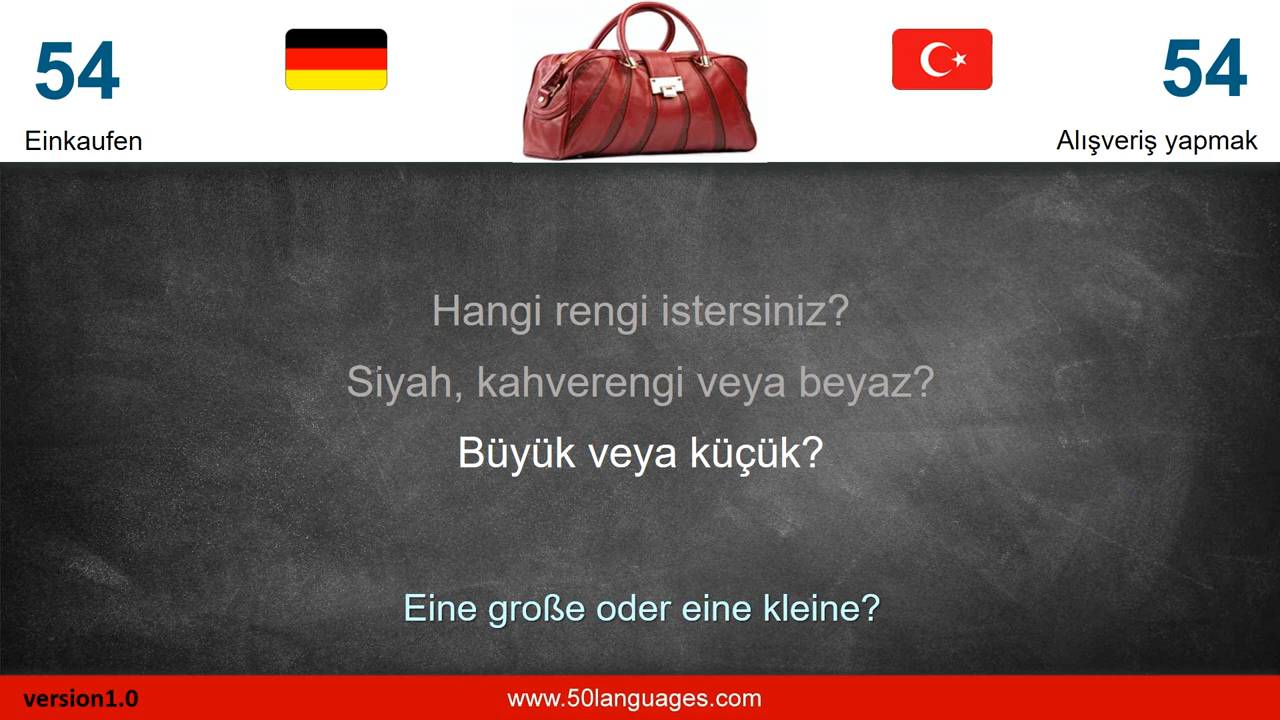 54
54
Einkaufen
Alışveriş yapmak
Hangi rengi istersiniz?
Siyah, kahverengi veya beyaz?
Büyük veya küçük?
Eine große oder eine kleine?
version1.0
www.50languages.com